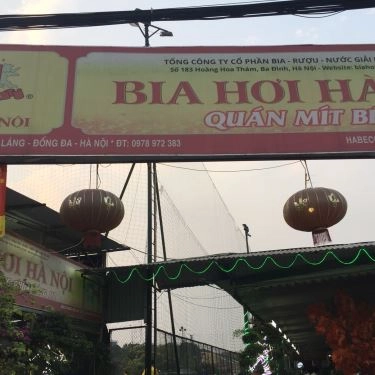 TỔNG CÔNG TY CỔ PHẦN BIA - RƯỢU - NƯỚC GIẢI
Số 183 Hoàng Hoa Thám, Ba Đình, Hà Nội - Website:
BIA HƠI HÀ
QUÁN MÍT
®
NỘI
LÁNG - ĐỐNG ĐA - HÀ NỘI * ĐT: 0978 972 383
HABECO
HƠI HÀ NỘI